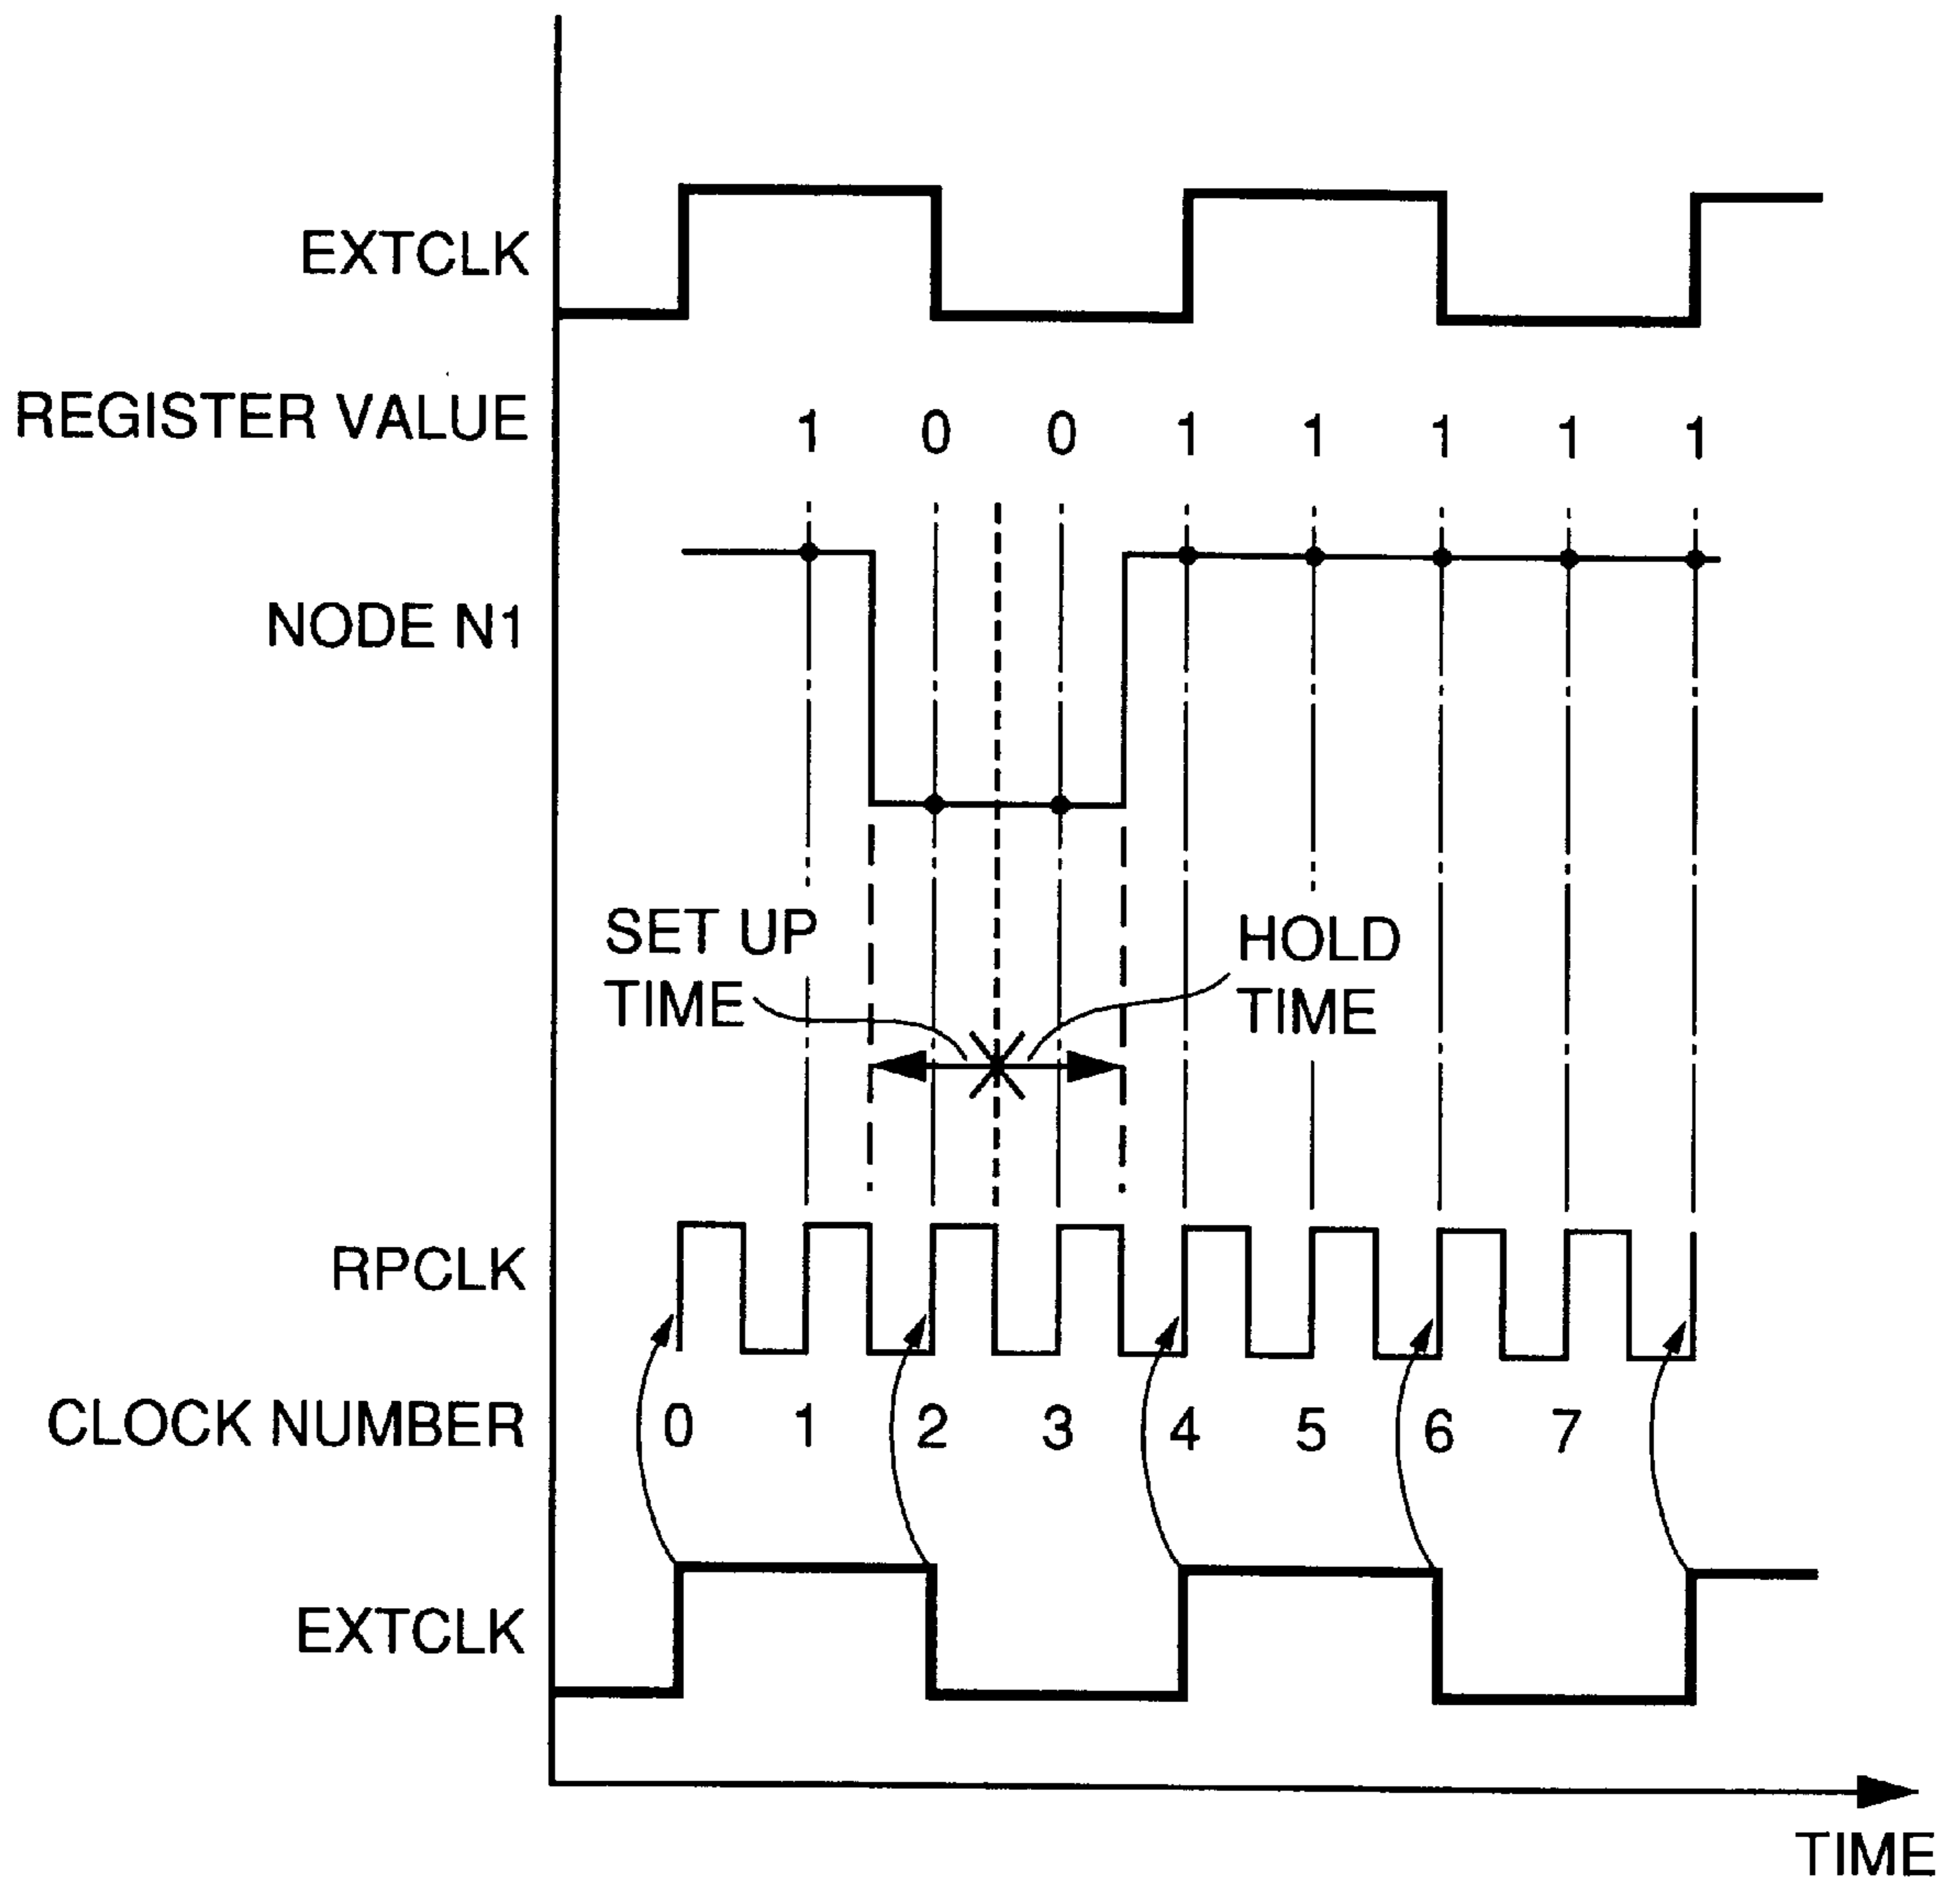 EXTCLK
REGISTER VALUE 1 0 0 1 1 1 1 1
NODE N1
SET UP
TIME
HOLD
TIME
RPCLK
CLOCK NUMBER 0 1 2 3 4 5 6 7
EXTCLK
TIME